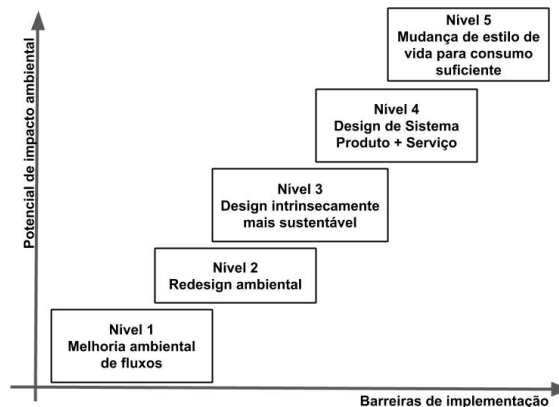 Potencial de impacto ambiental
Nível 5
Mudança de estilo de
vida para consumo
suficiente
Nível 4
Design de Sistema
Produto + Serviço
Nível 3
Design intrinsecamente
mais sustentável
Nível 2
Redesign ambiental
Nível 1
Melhoria ambiental
de fluxos
Barreiras de implementação